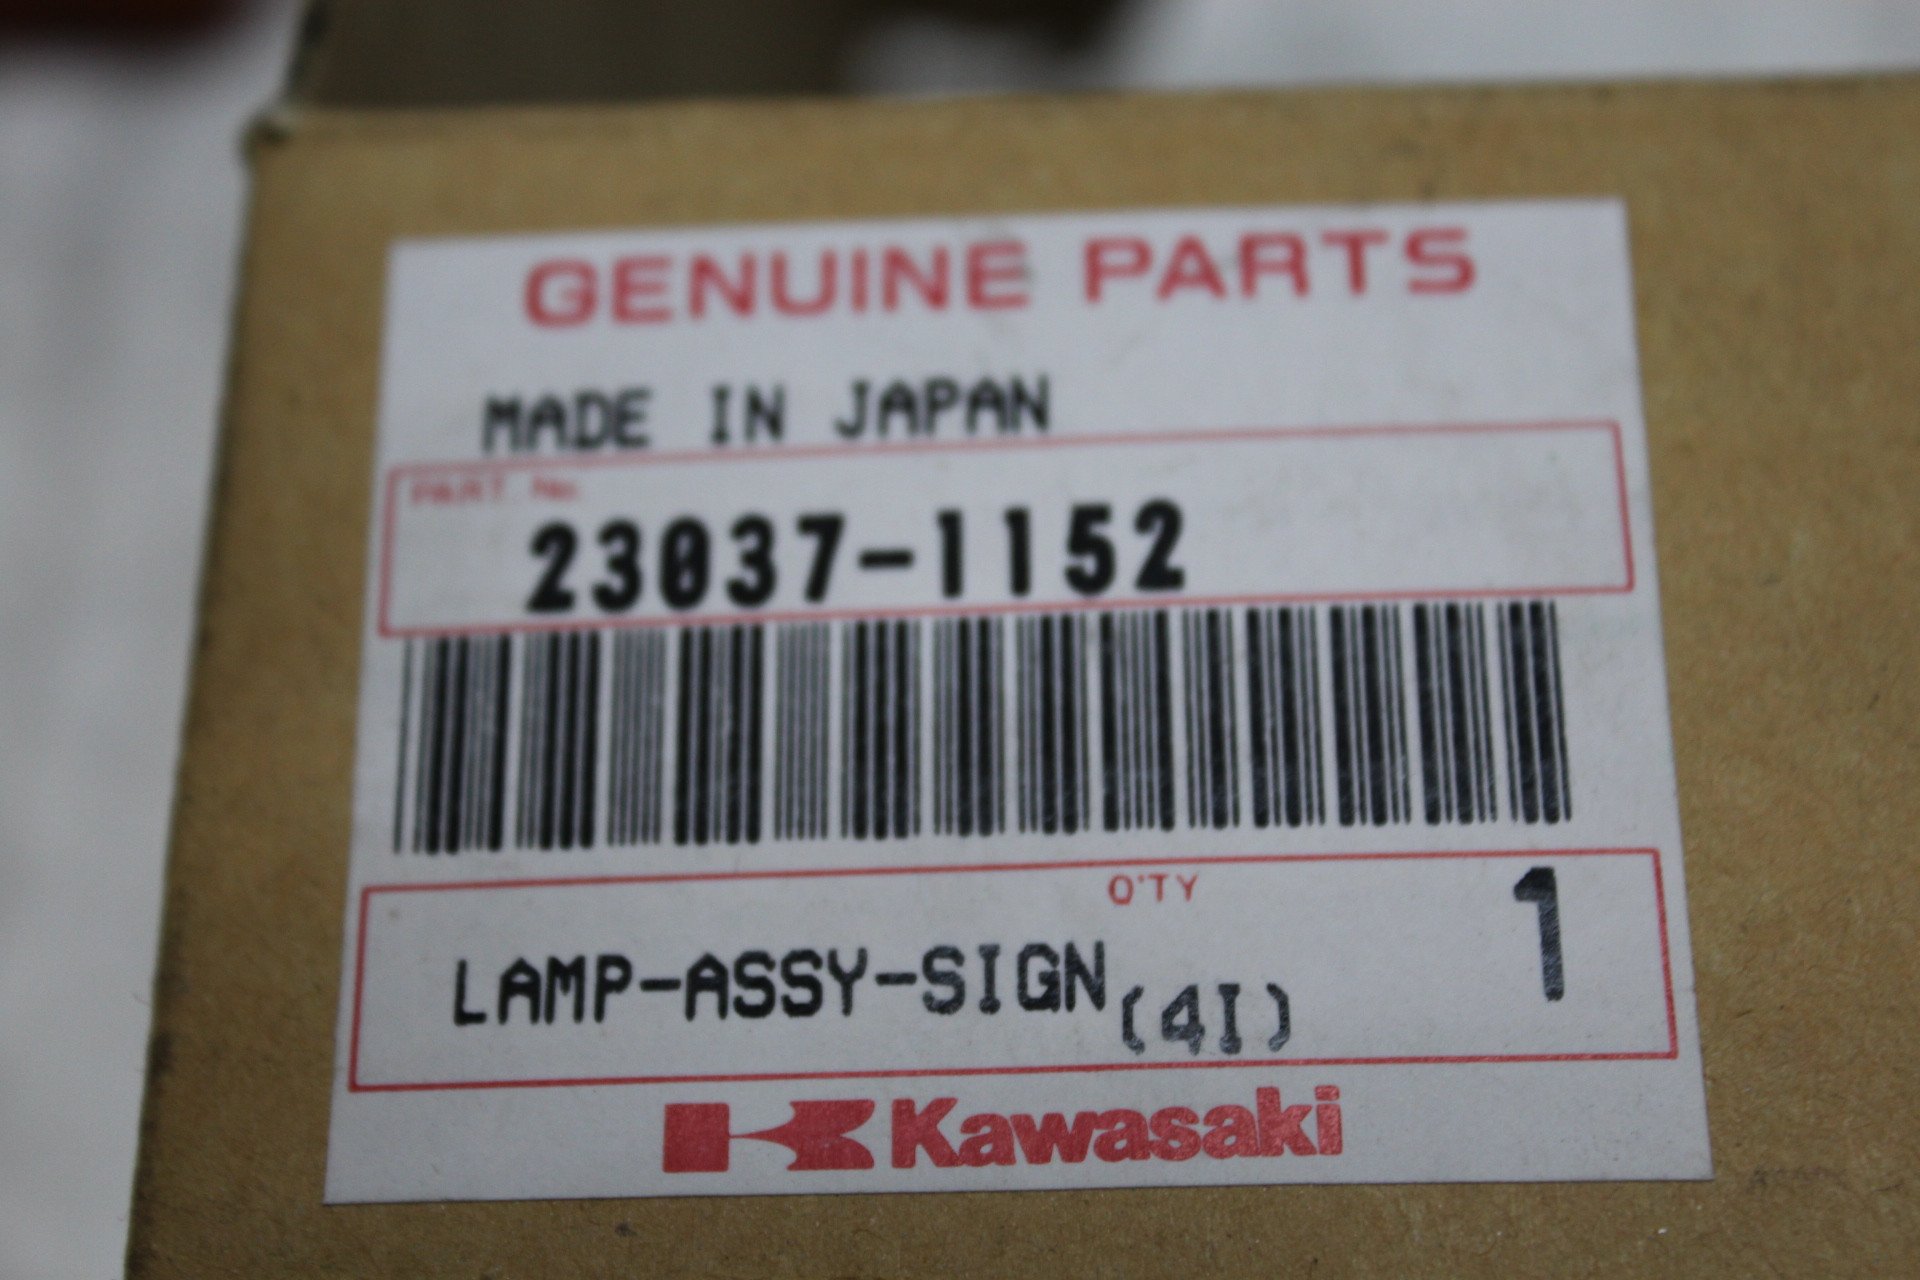 GENUINE PARTS
MADE IN JAPAN
PART No.
23037-1152
Q'TY
1
LAMP-ASSY-SIGN(4I)
Kawasaki